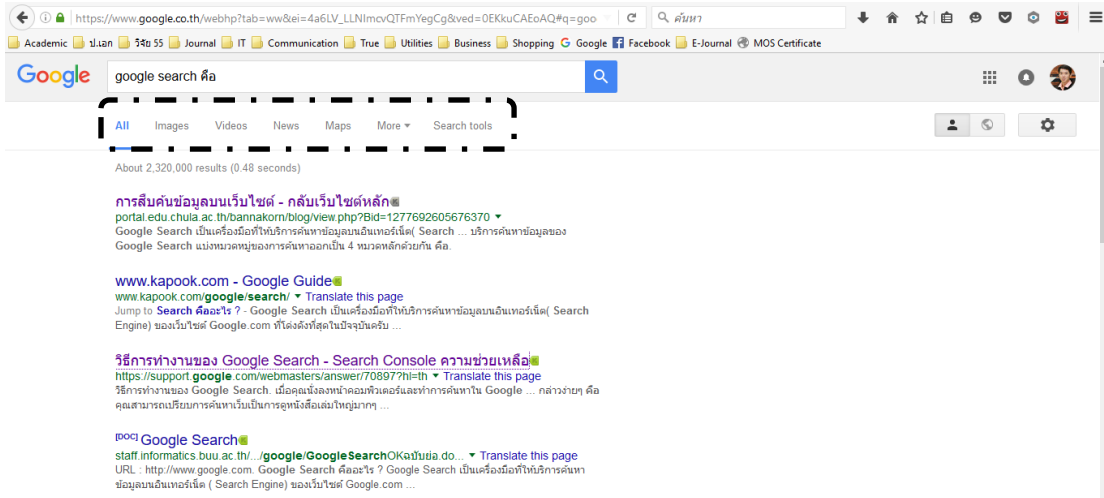 https://www.google.co.th/webhp?tab=ww&ei=4a6LV_LLNImcvQTFmYegCg&ved=0EKkuCAEoAQ#q=goo ค้นหา
Academic ป.เอก วิจัย 55 Journal IT Communication True Utilities Business Shopping Google Facebook E-Journal MOS Certificate
Google google search คือ
All Images Videos News Maps More Search tools
About 2,320,000 results (0.48 seconds)
การสืบค้นข้อมูลบนเว็บไซต์ - กลับเว็บไซต์หลัก
portal.edu.chula.ac.th/bannakorn/blog/view.php?Bid=1277692605676370
Google Search เป็นเครื่องมือที่ให้บริการค้นหาข้อมูลบนอินเทอร์เน็ต( Search ... บริการค้นหาข้อมูลของ
Google Search แบ่งหมวดหมู่ของการค้นหาออกเป็น 4 หมวดหลักด้วยกัน คือ.
www.kapook.com - Google Guide
www.kapook.com/google/search/ Translate this page
Jump to Search คืออะไร ? - Google Search เป็นเครื่องมือที่ให้บริการค้นหาข้อมูลบนอินเทอร์เน็ต( Search
Engine) ของเว็บไซต์ Google.com ที่โด่งดังที่สุดในปัจจุบันครับ ...
วิธีการทำงานของ Google Search - Search Console ความช่วยเหลือ
https://support.google.com/webmasters/answer/70897?hl=th Translate this page
วิธีการทำงานของ Google Search. เมื่อคุณนั่งลงหน้าคอมพิวเตอร์และทำการค้นหาใน Google ... กล่าวง่ายๆ คือ
คุณสามารถเปรียบการค้นหาเว็บเป็นการดูหนังสือเล่มใหญ่มากๆ ...
[DOC] Google Search
staff.informatics.buu.ac.th/.../google/GoogleSearchOKฉบับย่อ.do... Translate this page
URL : http://www.google.com. Google Search คืออะไร ? Google Search เป็นเครื่องมือที่ให้บริการค้นหา
ข้อมูลบนอินเทอร์เน็ต ( Search Engine) ของเว็บไซต์ Google.com ...